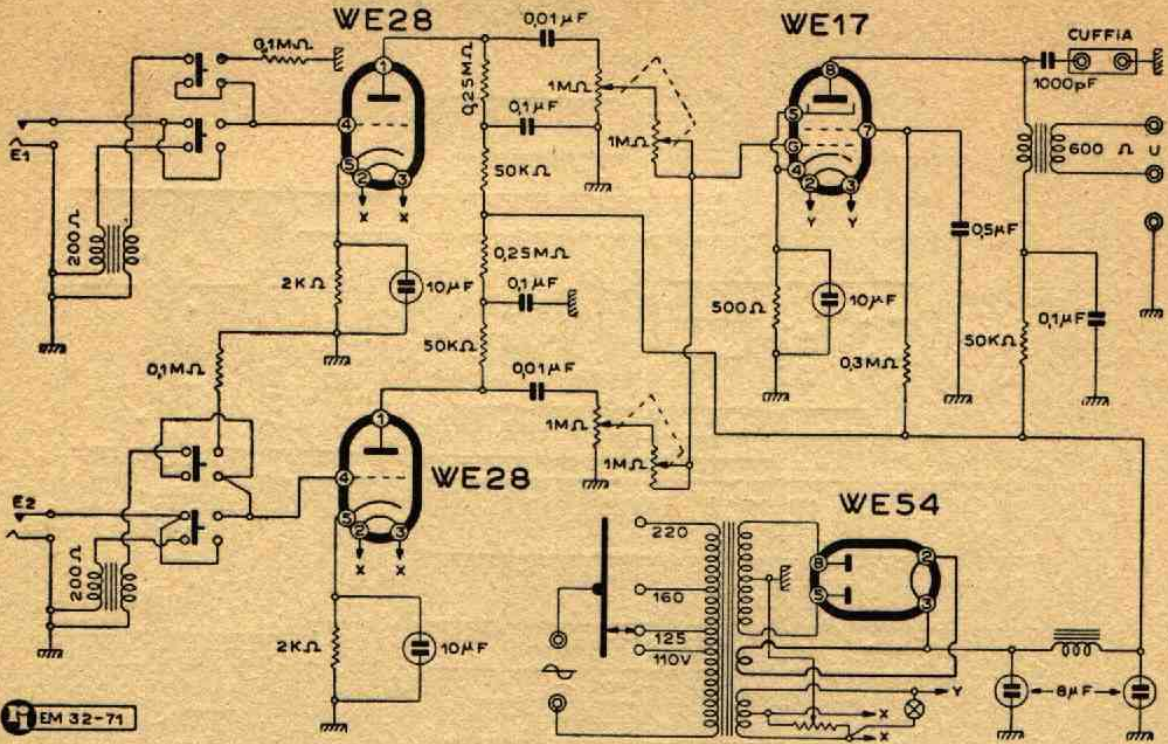 WE28
WE17
CUFFIA
0,1MΩ
0,01µF
1000pF
0,25MΩ
1MΩ
0,1µF
1MΩ
E1
4
1
5
2
3
X
X
8
5
G
4
7
2
3
Y
Y
600 Ω U
50KΩ
200Ω
0,5µF
0,25MΩ
2KΩ
10µF
0,1µF
500Ω
10µF
50KΩ
0,1µF
50KΩ
0,3MΩ
0,1MΩ
0,01µF
1
1MΩ
4
WE28
1MΩ
E2
5
2
3
X
X
WE54
200Ω
220
8
2
160
5
3
125
110V
2KΩ
10µF
8µF
Y
X
X
EM 32-71